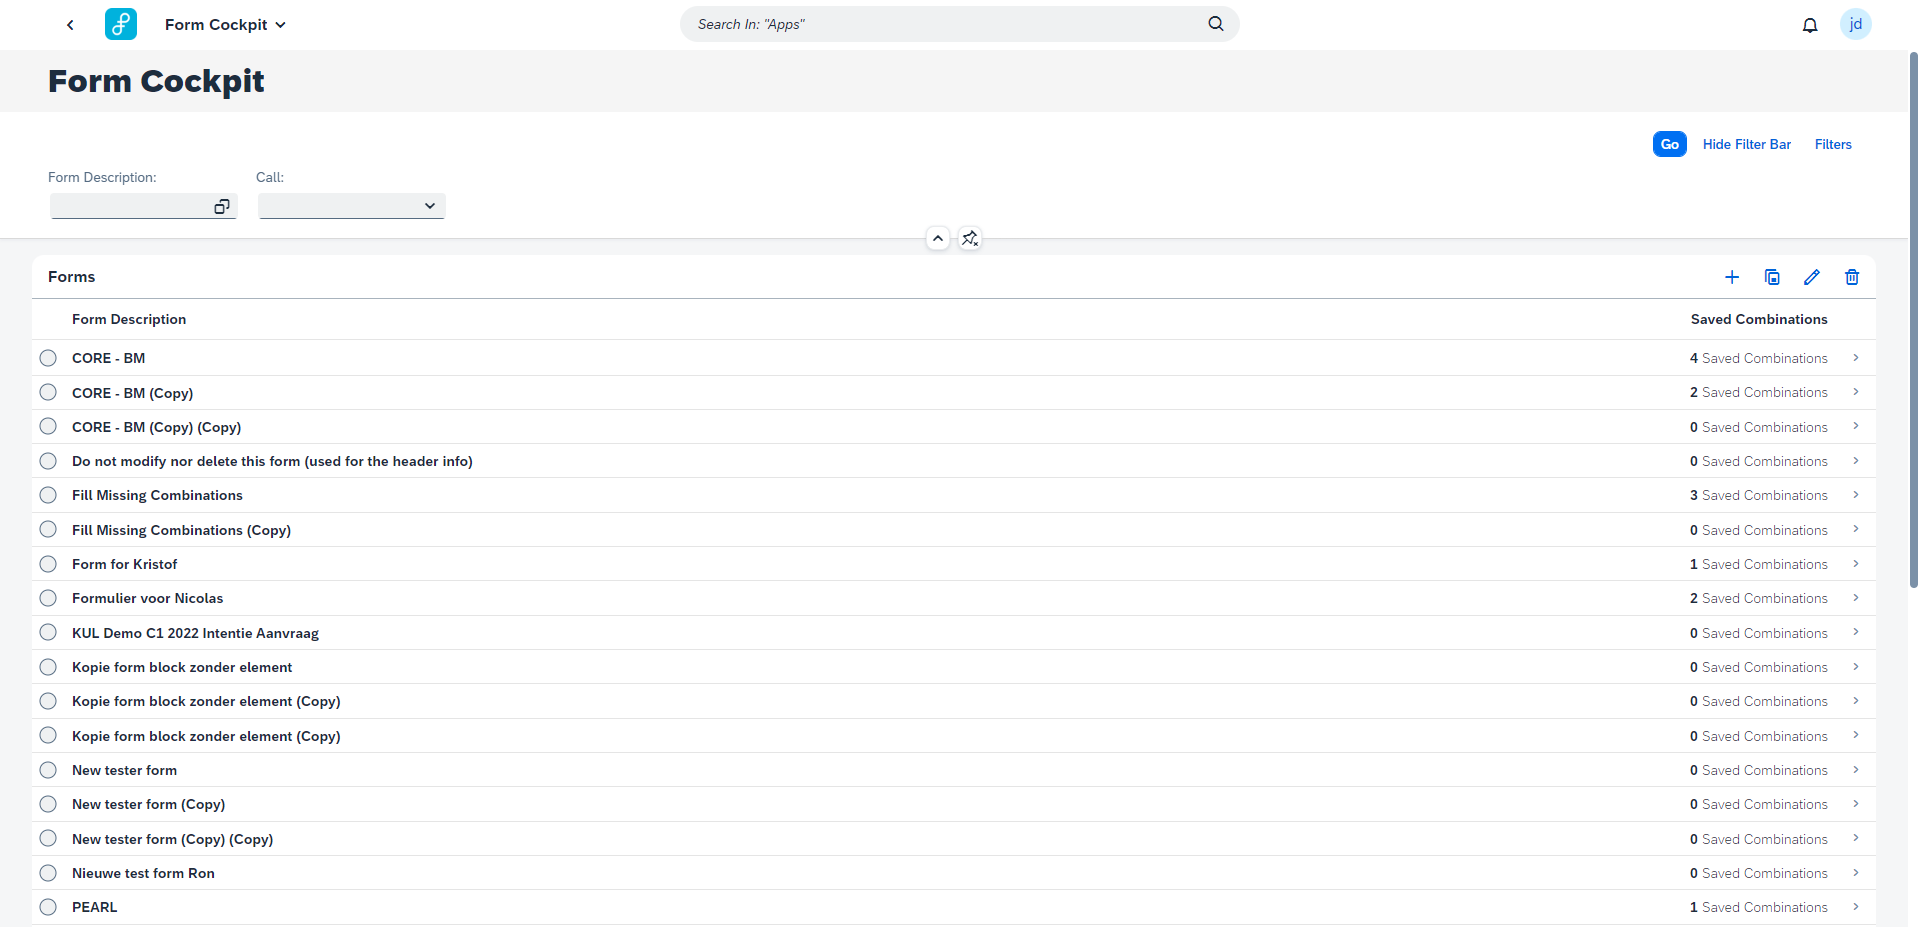 Form Cockpit
Search In: "Apps"
jd
Form Cockpit
Go Hide Filter Bar Filters
Form Description: Call:
Forms
Form Description Saved Combinations
CORE - BM 4 Saved Combinations
CORE - BM (Copy) 2 Saved Combinations
CORE - BM (Copy) (Copy) 0 Saved Combinations
Do not modify nor delete this form (used for the header info) 0 Saved Combinations
Fill Missing Combinations 3 Saved Combinations
Fill Missing Combinations (Copy) 0 Saved Combinations
Form for Kristof 1 Saved Combinations
Formulier voor Nicolas 2 Saved Combinations
KUL Demo C1 2022 Intentie Aanvraag 0 Saved Combinations
Kopie form block zonder element 0 Saved Combinations
Kopie form block zonder element (Copy) 0 Saved Combinations
Kopie form block zonder element (Copy) 0 Saved Combinations
New tester form 0 Saved Combinations
New tester form (Copy) 0 Saved Combinations
New tester form (Copy) (Copy) 0 Saved Combinations
Nieuwe test form Ron 0 Saved Combinations
PEARL 1 Saved Combinations